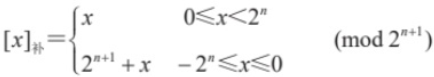 [x]补={x 0≤x<2ⁿ
2ⁿ⁺¹+x -2ⁿ≤x≤0 (mod 2ⁿ⁺¹)